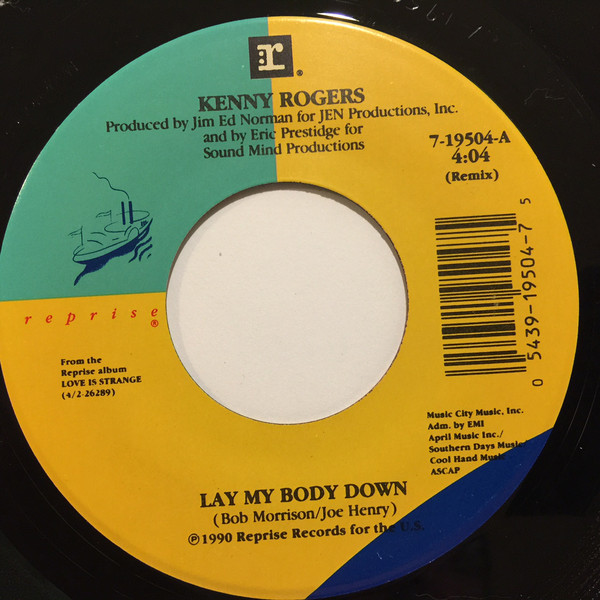 r®
KENNY ROGERS
Produced by Jim Ed Norman for JEN Productions, Inc.
and by Eric Prestidge for
Sound Mind Productions
7-19504-A
4:04
(Remix)
0 5439-19504-7 5
reprise®
From the
Reprise album
LOVE IS STRANGE
(4/2-26289)
Music City Music, Inc.
Adm. by EMI
April Music Inc./
Southern Days Music/
Cool Hand Music
ASCAP
LAY MY BODY DOWN
(Bob Morrison/Joe Henry)
℗1990 Reprise Records for the U.S.